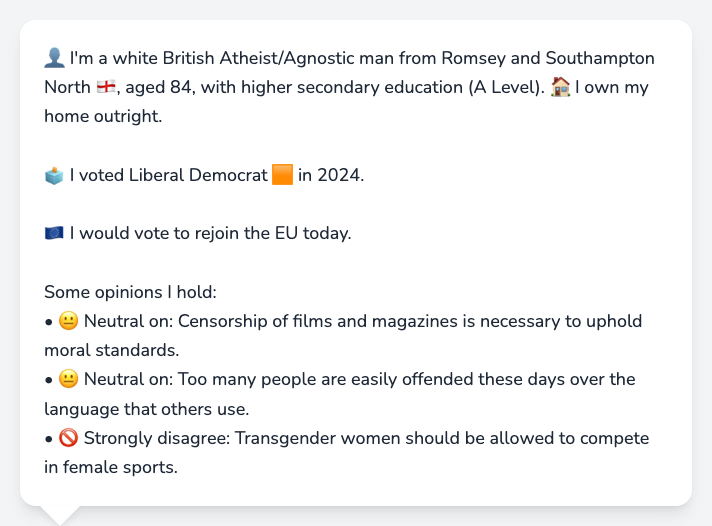 👤 I'm a white British Atheist/Agnostic man from Romsey and Southampton
North 🏴󠁧󠁢󠁥󠁮󠁧󠁿, aged 84, with higher secondary education (A Level). 🏠 I own my
home outright.
🗳️ I voted Liberal Democrat 🟧 in 2024.
🇪🇺 I would vote to rejoin the EU today.
Some opinions I hold:
• 😐 Neutral on: Censorship of films and magazines is necessary to uphold
moral standards.
• 😐 Neutral on: Too many people are easily offended these days over the
language that others use.
• 🚫 Strongly disagree: Transgender women should be allowed to compete
in female sports.